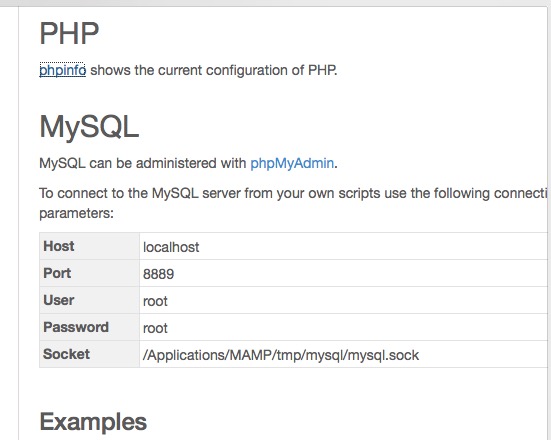 PHP
phpinfo shows the current configuration of PHP.
MySQL
MySQL can be administered with phpMyAdmin.
To connect to the MySQL server from your own scripts use the following connecti
parameters:
Host localhost
Port 8889
User root
Password root
Socket /Applications/MAMP/tmp/mysql/mysql.sock
Examples